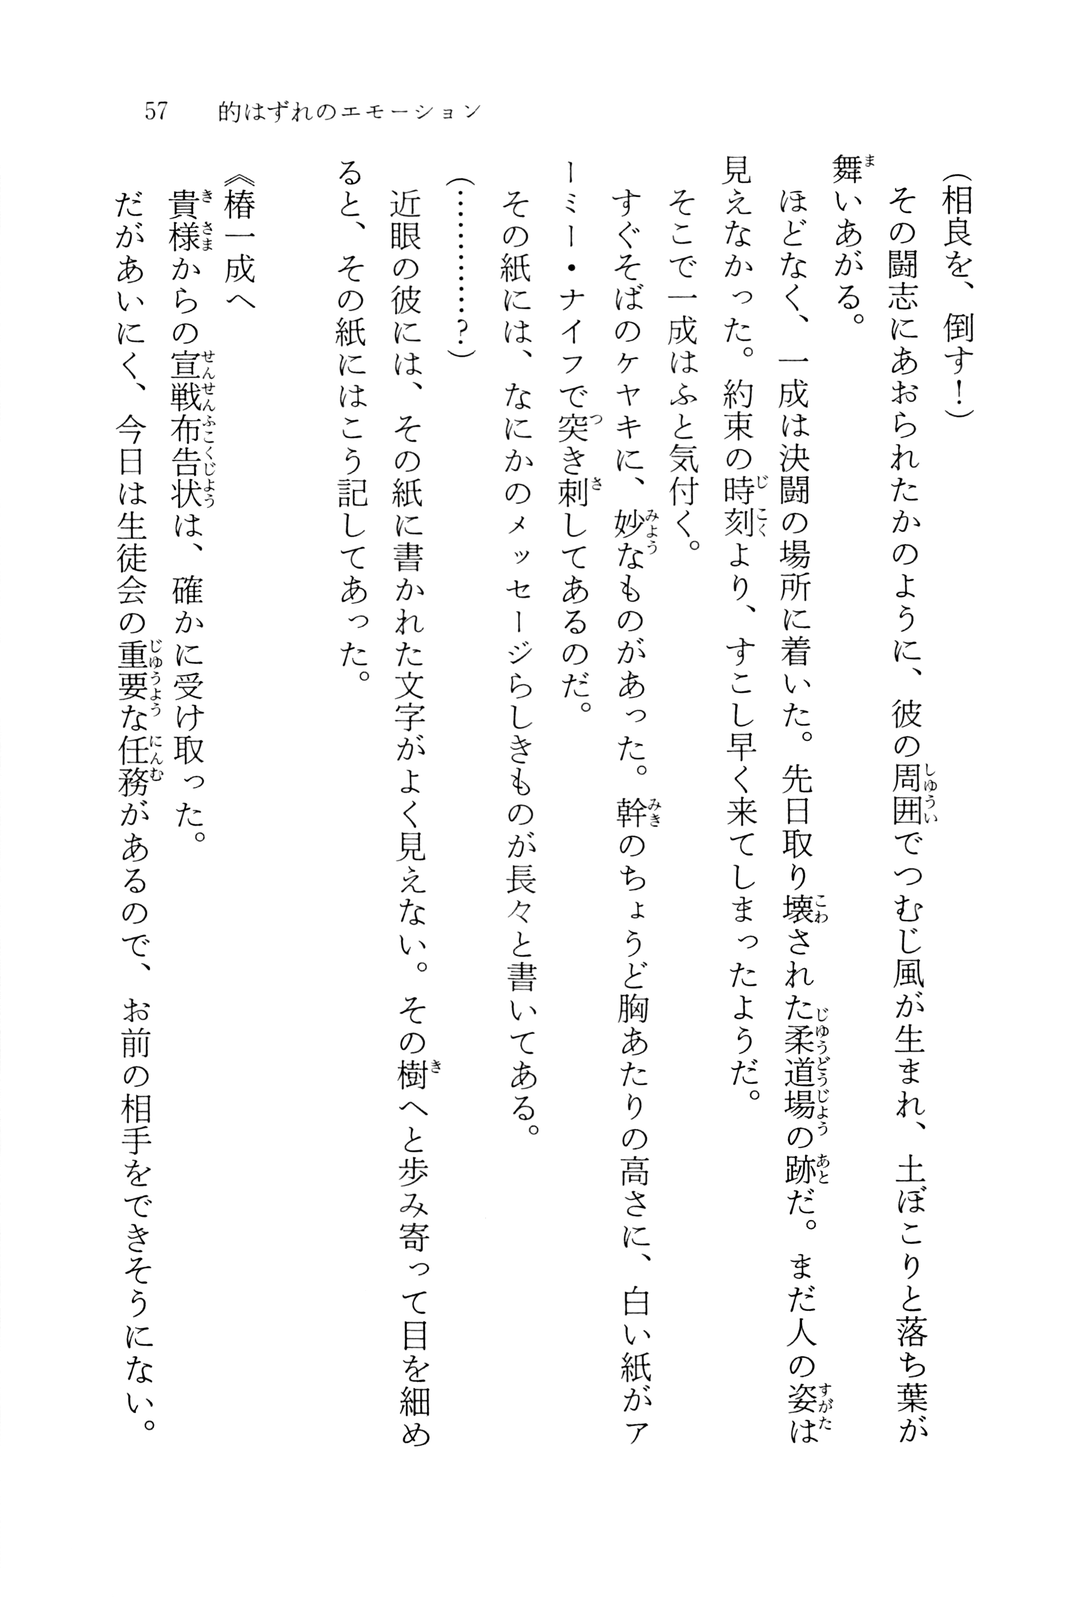 57　的はずれのエモーション
（相良を、倒す！）
その闘志にあおられたかのように、彼の周囲でつむじ風が生まれ、土ぼこりと落ち葉が
舞いあがる。
ほどなく、一成は決闘の場所に着いた。先日取り壊された柔道場の跡だ。まだ人の姿は
見えなかった。約束の時刻より、すこし早く来てしまったようだ。
そこで一成はふと気付く。
すぐそばのケヤキに、妙なものがあった。幹のちょうど胸あたりの高さに、白い紙がア
ーミー・ナイフで突き刺してあるのだ。
その紙には、なにかのメッセージらしきものが長々と書いてある。
（…………？）
近眼の彼には、その紙に書かれた文字がよく見えない。その樹へと歩み寄って目を細め
ると、その紙にはこう記してあった。
《椿一成へ
貴様からの宣戦布告状は、確かに受け取った。
だがあいにく、今日は生徒会の重要な任務があるので、お前の相手をできそうにない。